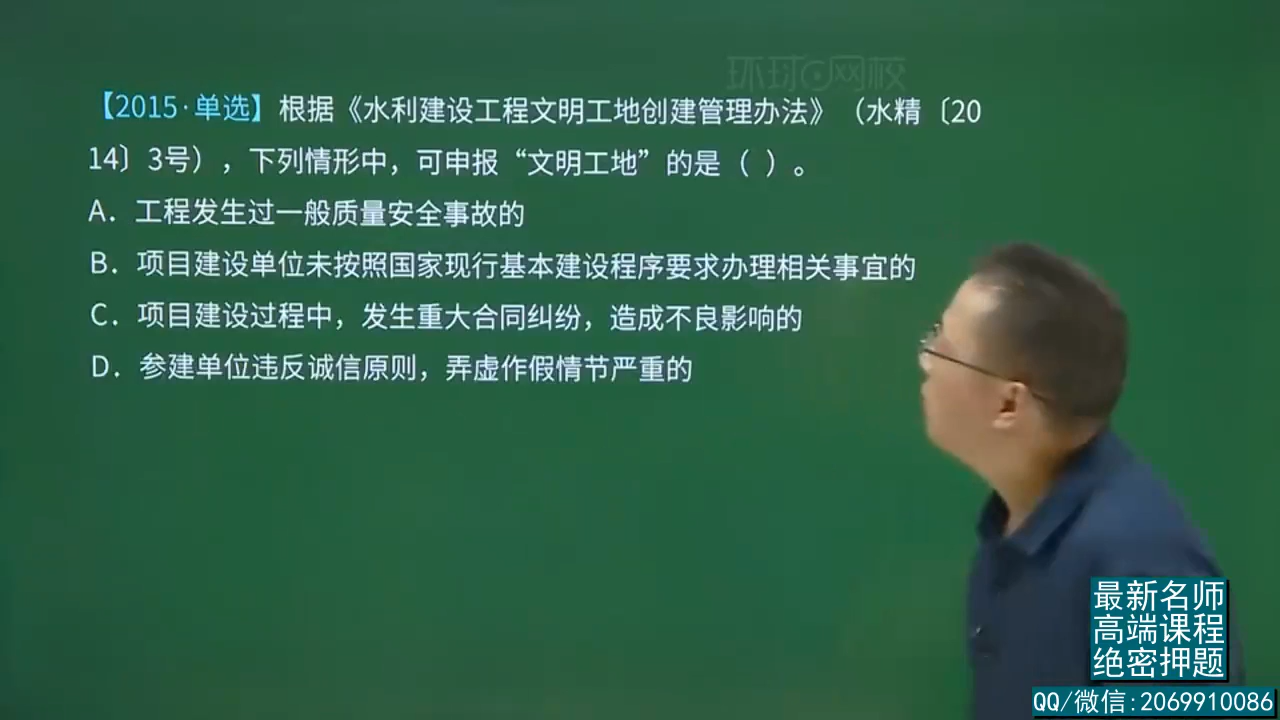 环球网校
【2015·单选】根据《水利建设工程文明工地创建管理办法》（水精〔20
14〕3号），下列情形中，可申报“文明工地”的是（ ）。
A．工程发生过一般质量安全事故的
B．项目建设单位未按照国家现行基本建设程序要求办理相关事宜的
C．项目建设过程中，发生重大合同纠纷，造成不良影响的
D．参建单位违反诚信原则，弄虚作假情节严重的
最新名师
高端课程
绝密押题
QQ/微信:2069910086